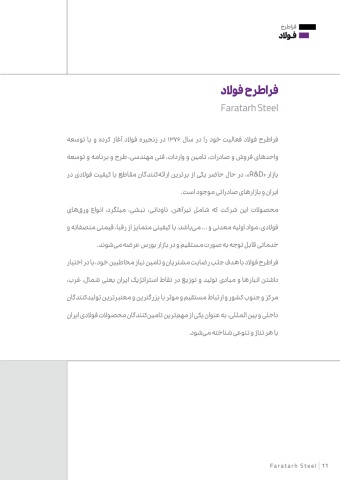 فراطرح
فولاد
فراطرح فولاد
Faratarh Steel
فراطرح فولاد فعالیت خود را در سال ۱۳۷۶ در زنجیره فولاد آغاز کرده و با توسعه
واحدهای فروش و صادرات، تامین و واردات، فنی مهندسی، طرح و برنامه و توسعه
بازار «R&D»، در حال حاضر یکی از برترین ارائه‌کنندگان مقاطع با کیفیت فولادی در
ایران و بازارهای صادراتی موجود است.
محصولات این شرکت که شامل تیرآهن، ناودانی، نبشی، میلگرد، انواع ورق‌های
فولادی، مواد اولیه معدنی و ... می‌باشد، با کیفیتی متمایز از رقبا، قیمتی منصفانه و
خدماتی قابل توجه به صورت مستقیم و در بازار بورس عرضه می‌شوند.
فراطرح فولاد با هدف جلب رضایت مشتریان و تامین نیاز مخاطبین خود، با در اختیار
داشتن انبارها و مبادی تولید و توزیع در نقاط استراتژیک ایران یعنی شمال، غرب،
مرکز و جنوب کشور و ارتباط مستقیم و موثر با بزرگترین و معتبرترین تولیدکنندگان
داخلی و بین المللی، به عنوان یکی از مهم‌ترین تامین‌کنندگان محصولات فولادی ایران
با هر تناژ و تنوعی شناخته می‌شود.
Faratarh Steel | 11